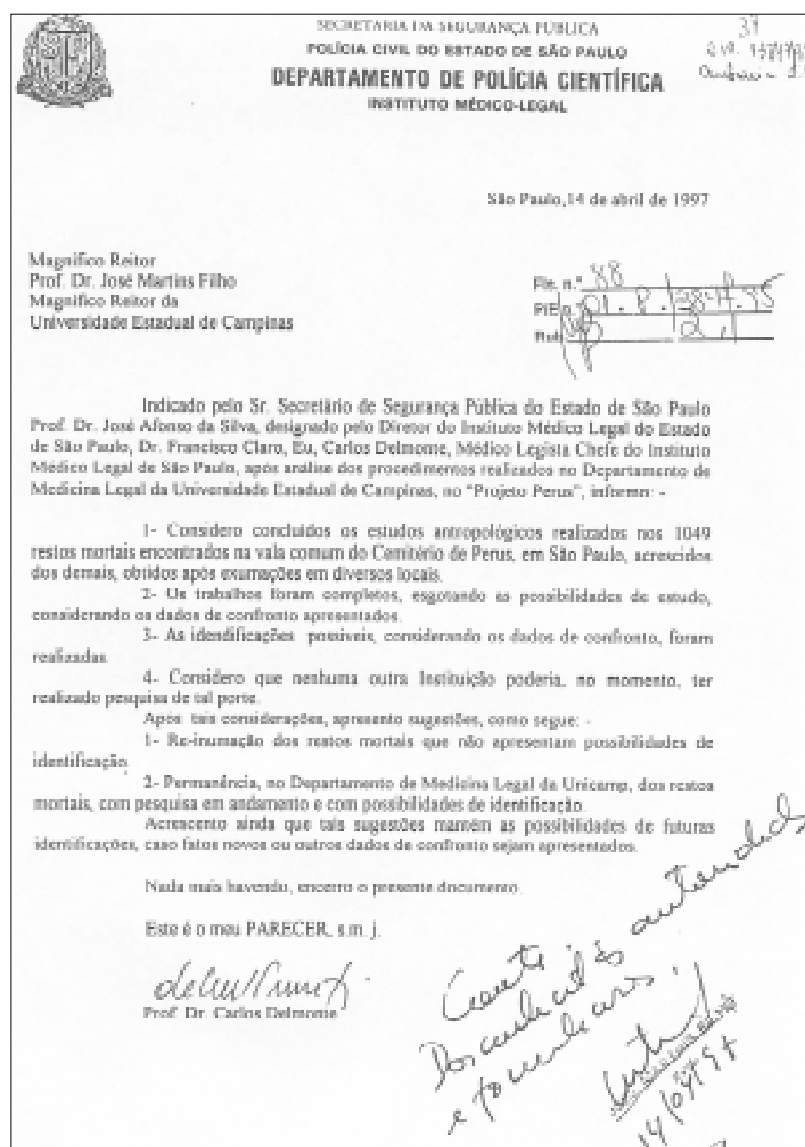 SECRETARIA DA SEGURANÇA PÚBLICA
POLÍCIA CIVIL DO ESTADO DE SÃO PAULO
DEPARTAMENTO DE POLÍCIA CIENTÍFICA
INSTITUTO MÉDICO-LEGAL
37
São Paulo,14 de abril de 1997
Magnífico Reitor
Prof. Dr. José Martins Filho
Magnífico Reitor da
Universidade Estadual de Campinas
Fls. n.º 88
Rub.
Indicado pelo Sr. Secretário de Segurança Pública do Estado de São Paulo
Prof. Dr. José Afonso da Silva, designado pelo Diretor do Instituto Médico Legal do Estado
de São Paulo, Dr. Francisco Claro, Eu, Carlos Delmonte, Médico Legista Chefe do Instituto
Médico Legal de São Paulo, após análise dos procedimentos realizados no Departamento de
Medicina Legal da Universidade Estadual de Campinas, no "Projeto Perus", informo: -
1- Considero concluídos os estudos antropológicos realizados nos 1049
restos mortais encontrados na vala comum do Cemitério de Perus, em São Paulo, acrescidos
dos demais, obtidos após exumações em diversos locais.
2- Os trabalhos foram completos, esgotando as possibilidades de estudo,
considerando os dados de confronto apresentados.
3- As idendificações possíveis, considerando os dados de confronto, foram
realizadas
4- Considero que nenhuma outra Instituição poderia, no momento, ter
realizado pesquisa de tal porte.
Após tais considerações, apresento sugestões, como segue: -
1- Re-inumação dos restos mortais que não apresentam possibilidades de
identificação.
2- Permanência, no Departamento de Medicina Legal da Unicamp, dos restos
mortais, com pesquisa em andamento e com possibilidades de identificação.
Acrescento ainda que tais sugestões mantém as possibilidades de futuras
identificações, caso fatos novos ou outros dados de confronto sejam apresentados.
Nada mais havendo, encerro o presente documento.
Este é o meu PARECER, s.m. j.
Prof. Dr. Carlos Delmonte
Ciente.
14/04/97